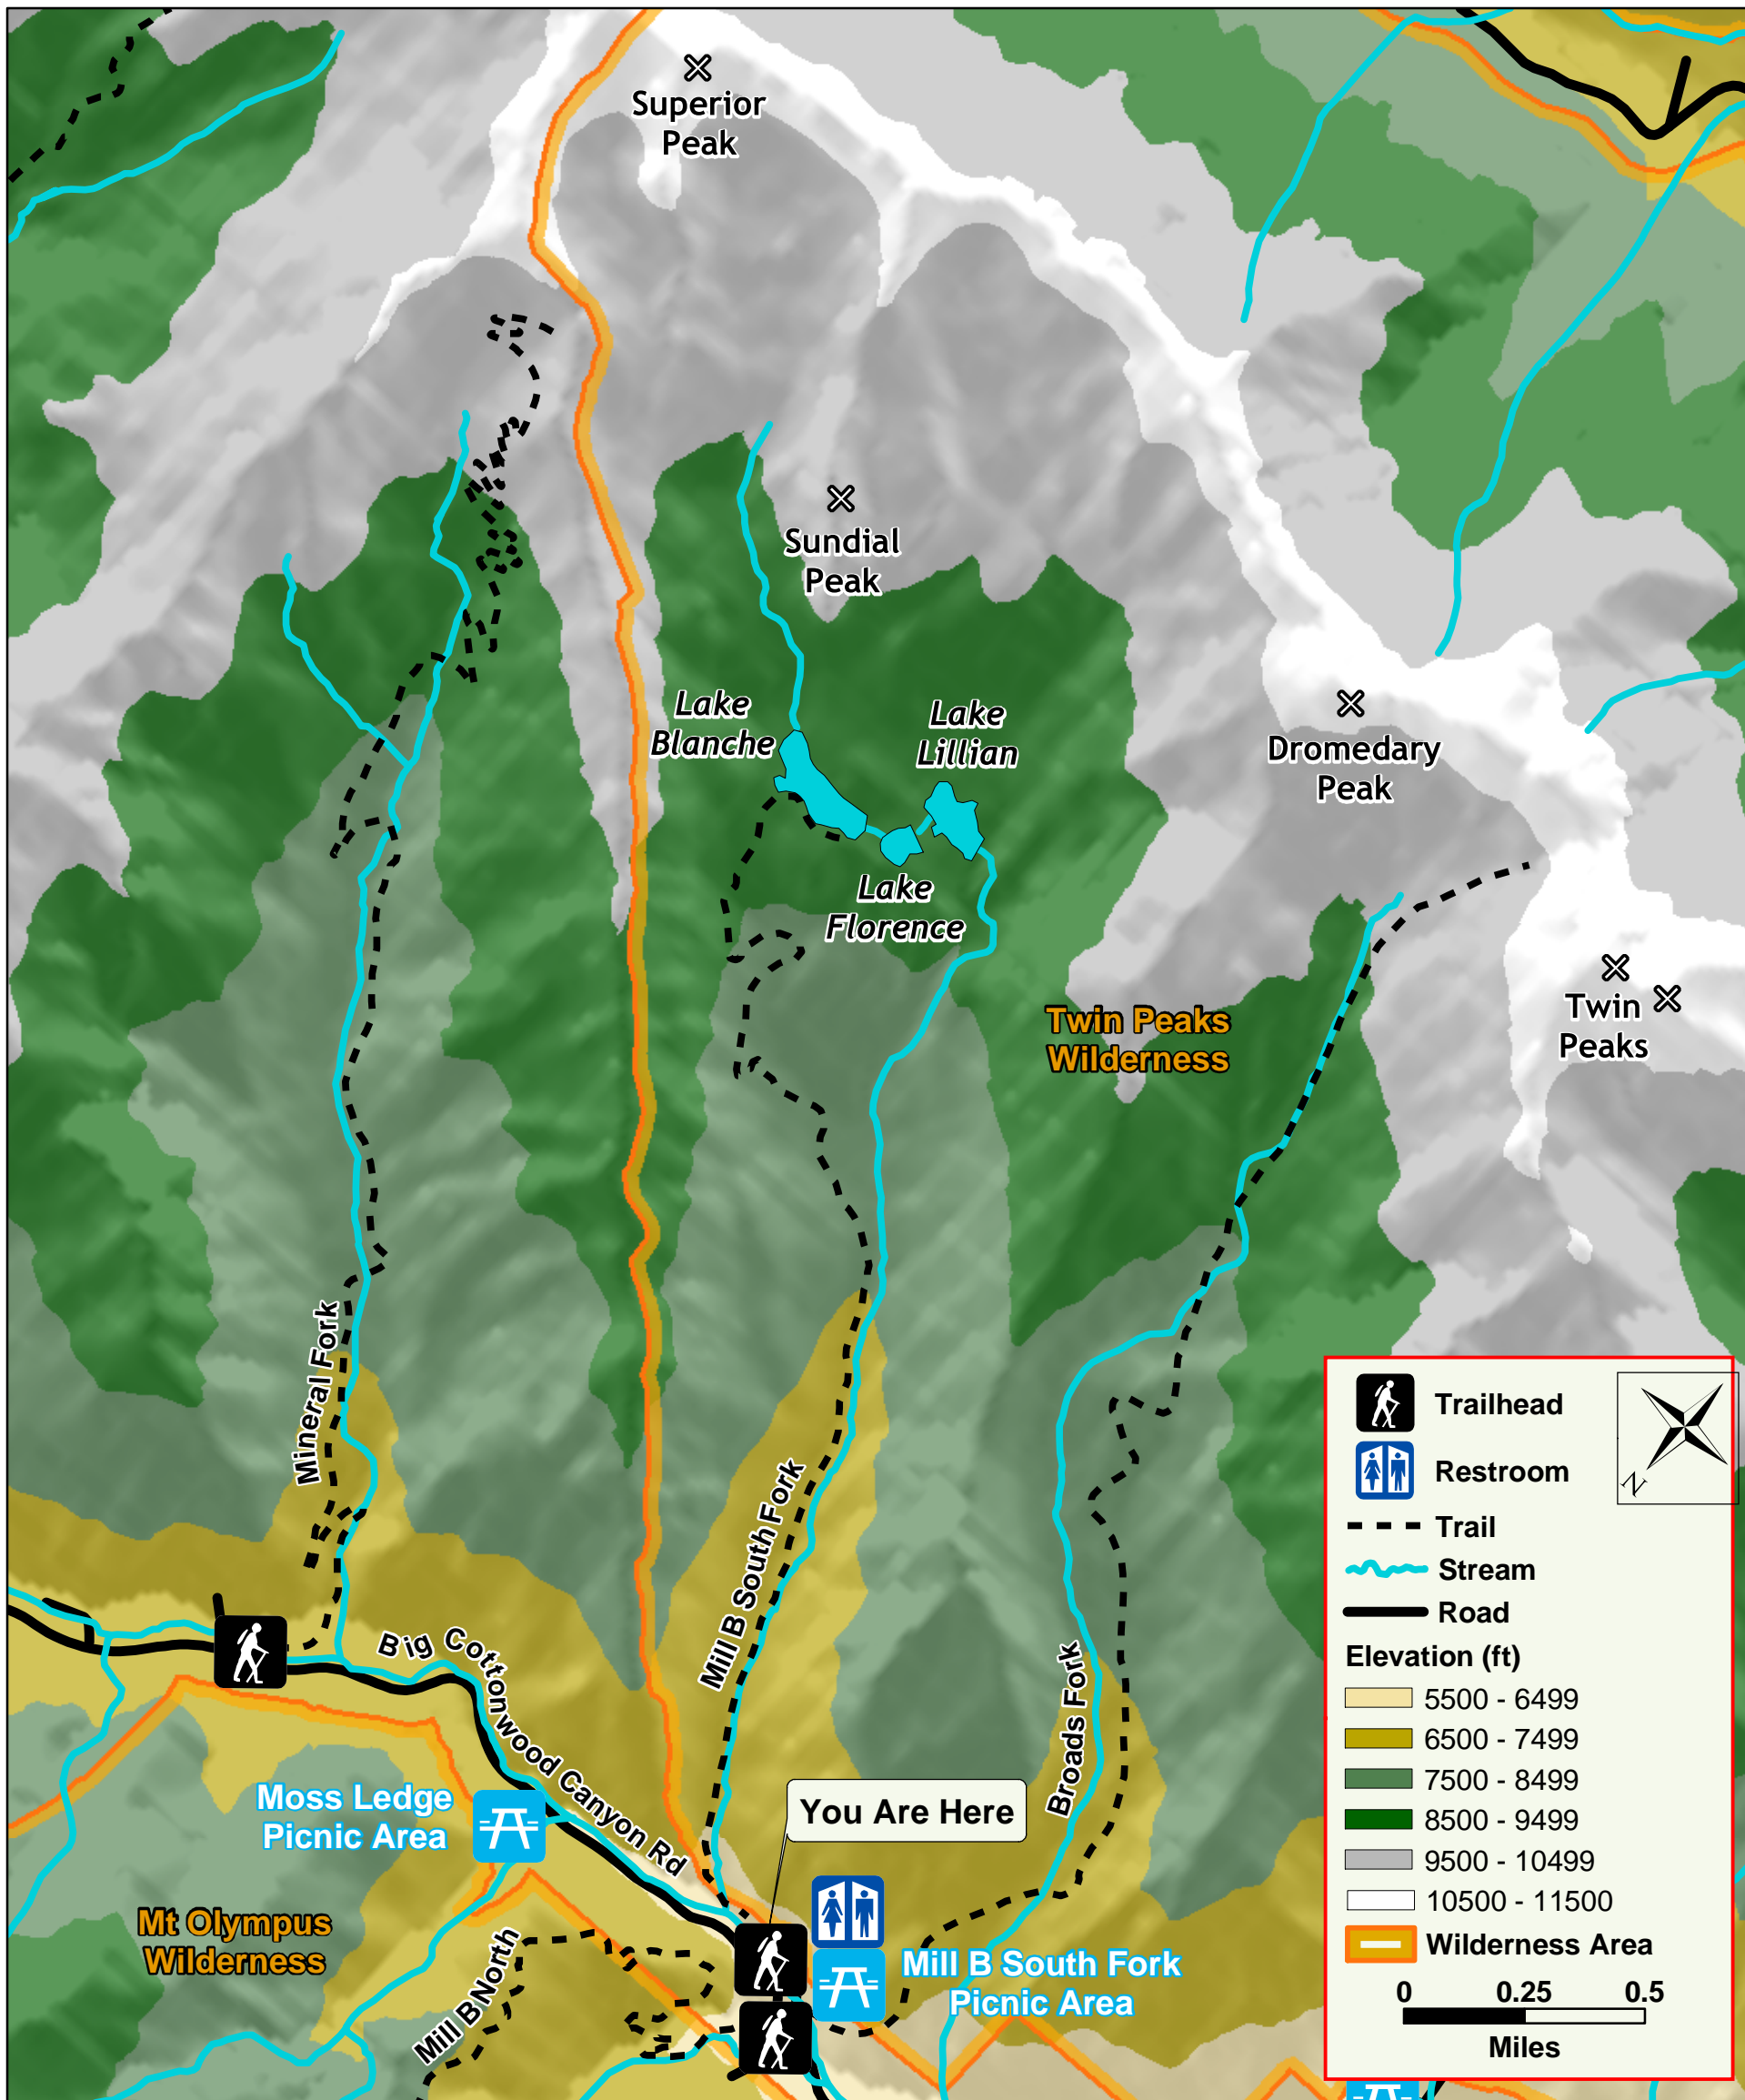 Superior
Peak
Sundial
Peak
Lake
Blanche
Lake
Lillian
Dromedary
Peak
Lake
Florence
Twin Peaks
Wilderness
Twin
Peaks
Mineral Fork
Mill B South Fork
Broads Fork
Big Cottonwood Canyon Rd
Moss Ledge
Picnic Area
You Are Here
Mt Olympus
Wilderness
Mill B North
Mill B South Fork
Picnic Area
Trailhead
N
Restroom
Trail
Stream
Road
Elevation (ft)
5500 - 6499
6500 - 7499
7500 - 8499
8500 - 9499
9500 - 10499
10500 - 11500
Wilderness Area
0 0.25 0.5
Miles